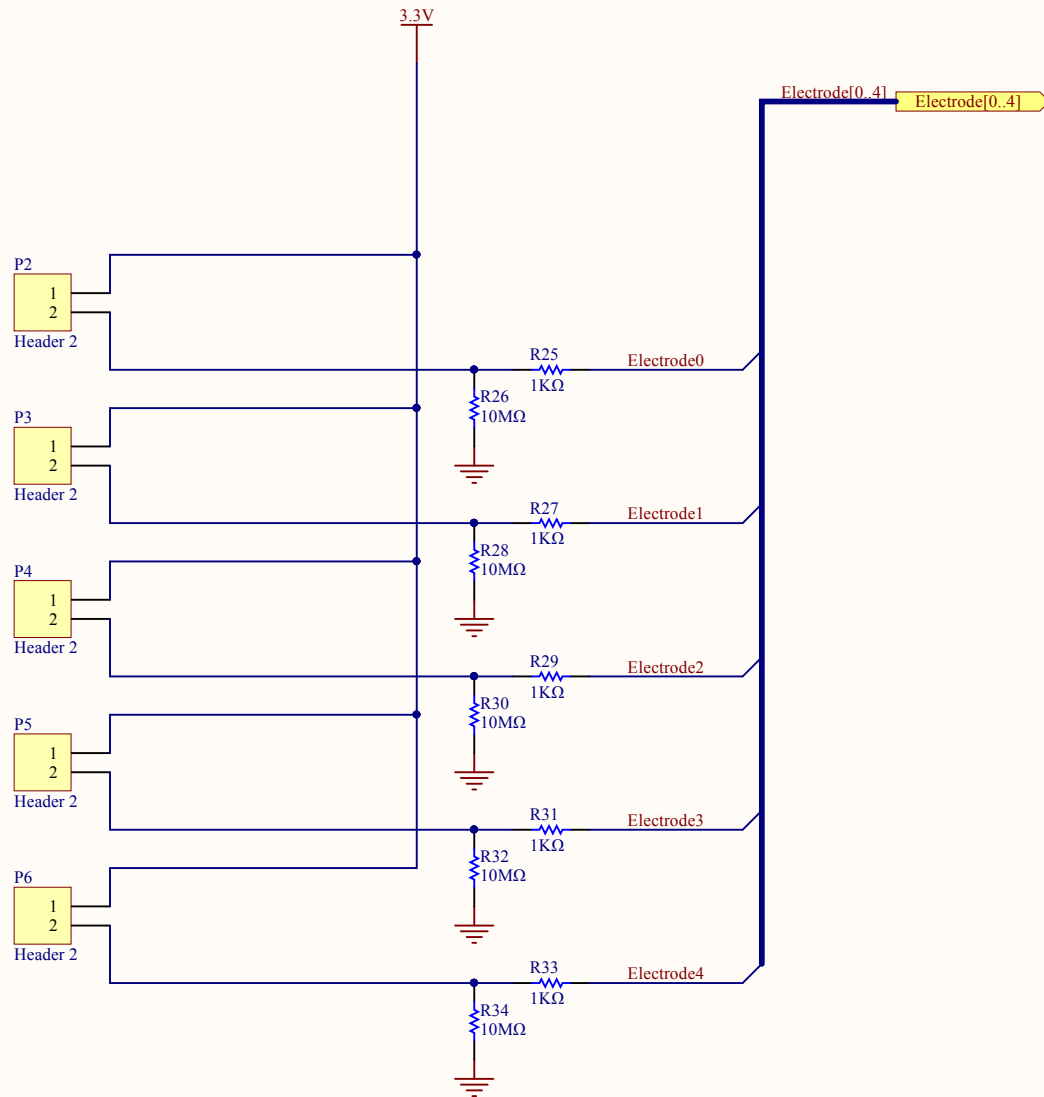 3.3V
Electrode[0..4]
Electrode[0..4]
P2
1
2
Header 2
R25
1KΩ
Electrode0
R26
10MΩ
P3
1
2
Header 2
R27
1KΩ
Electrode1
R28
10MΩ
P4
1
2
Header 2
R29
1KΩ
Electrode2
R30
10MΩ
P5
1
2
Header 2
R31
1KΩ
Electrode3
R32
10MΩ
P6
1
2
Header 2
R33
1KΩ
Electrode4
R34
10MΩ